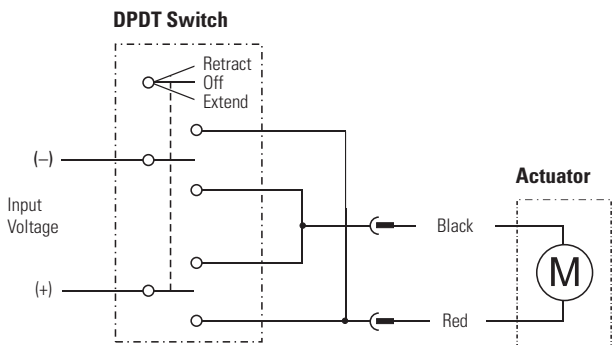 DPDT Switch
Retract
Off
Extend
(–)
Input
Voltage
(+)
Black
Red
Actuator
M